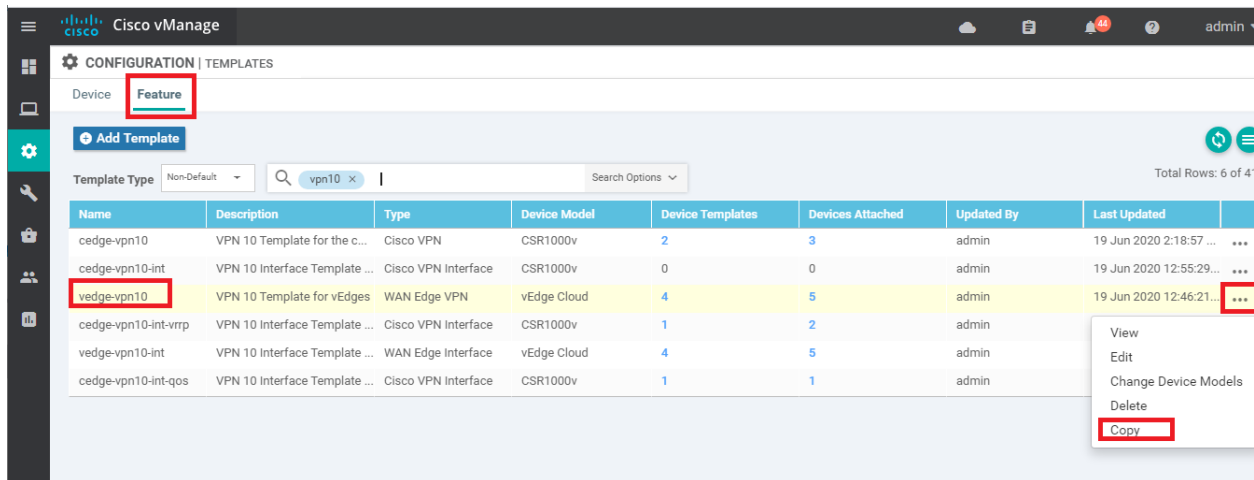 cisco Cisco vManage 44 admin
CONFIGURATION | TEMPLATES
Device Feature
Add Template
Template Type Non-Default vpn10 × Search Options Total Rows: 6 of 41
Name Description Type Device Model Device Templates Devices Attached Updated By Last Updated
cedge-vpn10 VPN 10 Template for the c... Cisco VPN CSR1000v 2 3 admin 19 Jun 2020 2:18:57 ... ...
cedge-vpn10-int VPN 10 Interface Template ... Cisco VPN Interface CSR1000v 0 0 admin 19 Jun 2020 12:55:29... ...
vedge-vpn10 VPN 10 Template for vEdges WAN Edge VPN vEdge Cloud 4 5 admin 19 Jun 2020 12:46:21... ...
cedge-vpn10-int-vrrp VPN 10 Interface Template ... Cisco VPN Interface CSR1000v 1 2 admin
vedge-vpn10-int VPN 10 Interface Template ... WAN Edge Interface vEdge Cloud 4 5 admin
cedge-vpn10-int-qos VPN 10 Interface Template ... Cisco VPN Interface CSR1000v 1 1 admin
View
Edit
Change Device Models
Delete
Copy